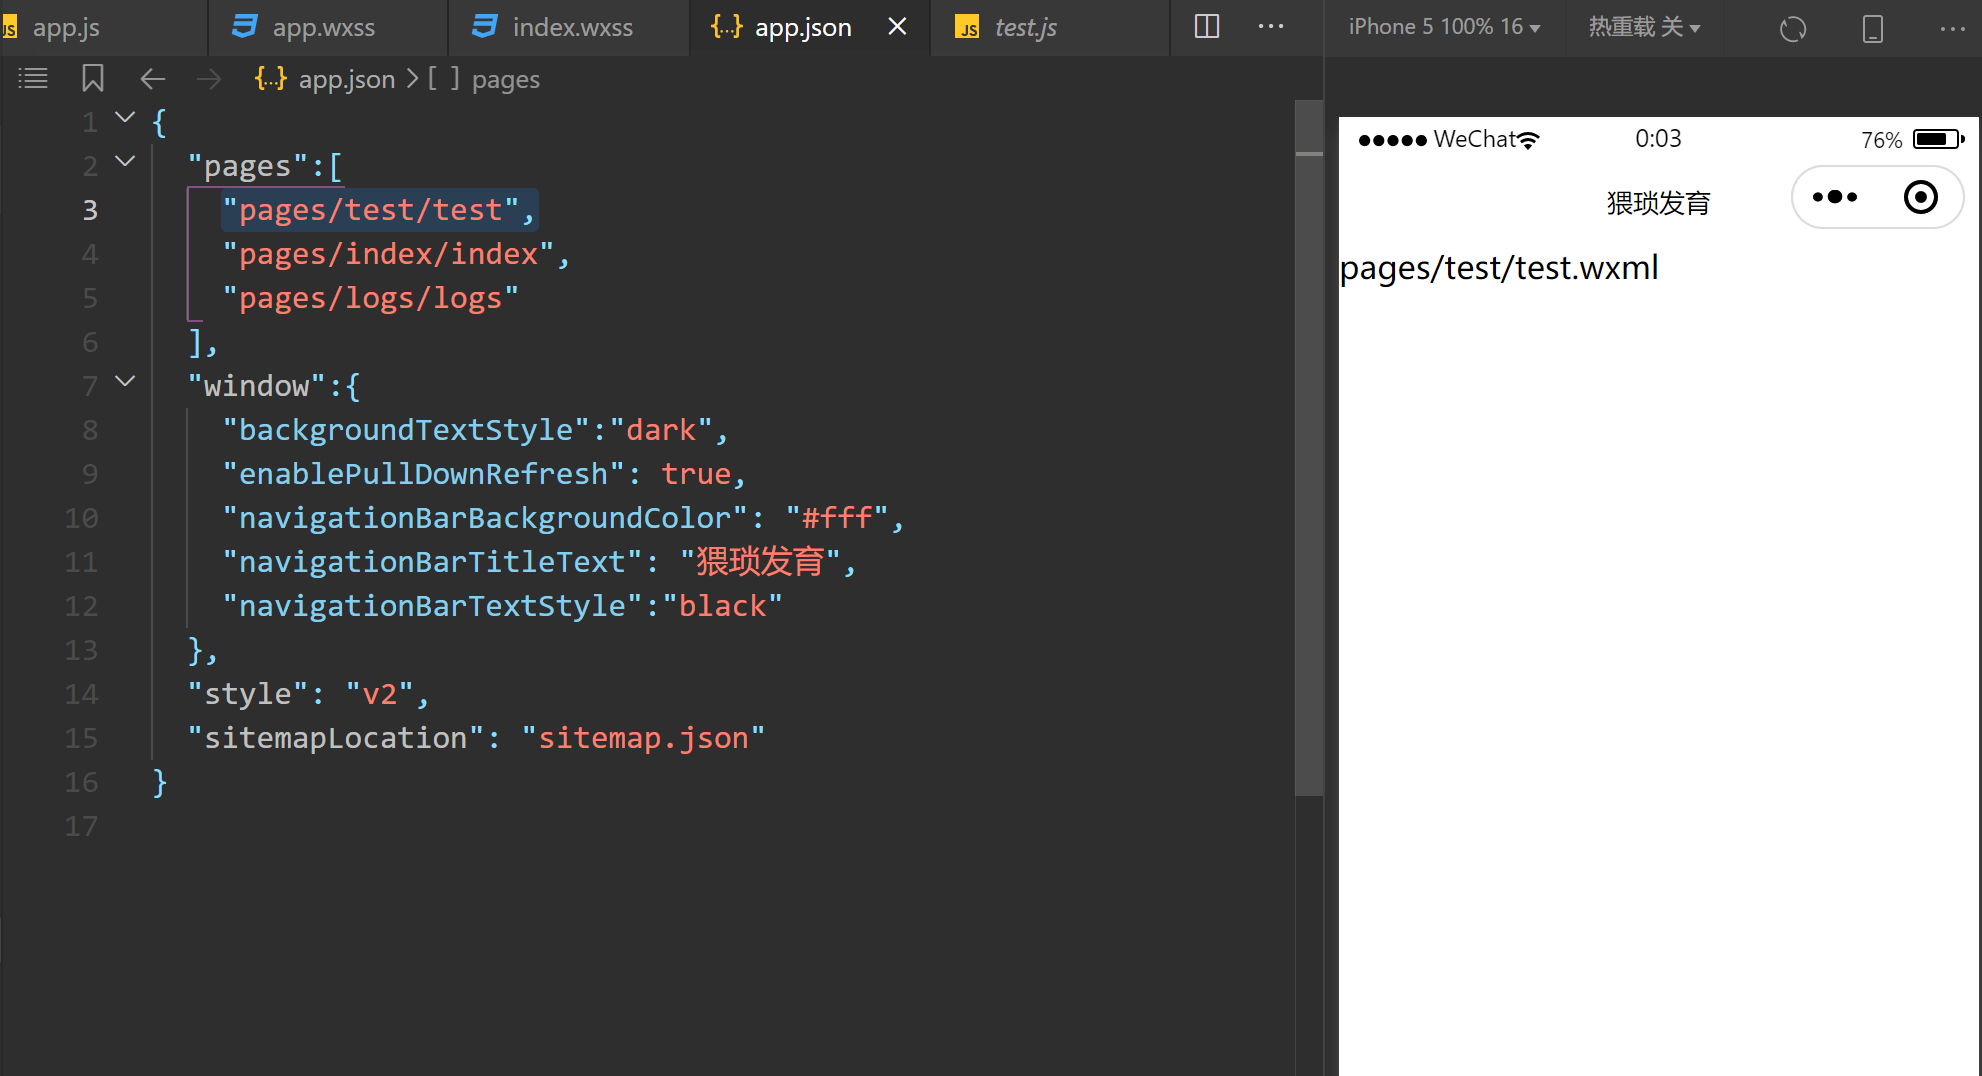 app.js app.wxss index.wxss {..} app.json test.js
{..} app.json > [ ] pages
1 {
2 "pages":[
3 "pages/test/test",
4 "pages/index/index",
5 "pages/logs/logs"
6 ],
7 "window":{
8 "backgroundTextStyle":"dark",
9 "enablePullDownRefresh": true,
10 "navigationBarBackgroundColor": "#fff",
11 "navigationBarTitleText": "猥琐发育",
12 "navigationBarTextStyle":"black"
13 },
14 "style": "v2",
15 "sitemapLocation": "sitemap.json"
16 }
17
iPhone 5 100% 16 热重载 关
WeChat 0:03 76%
猥琐发育
pages/test/test.wxml